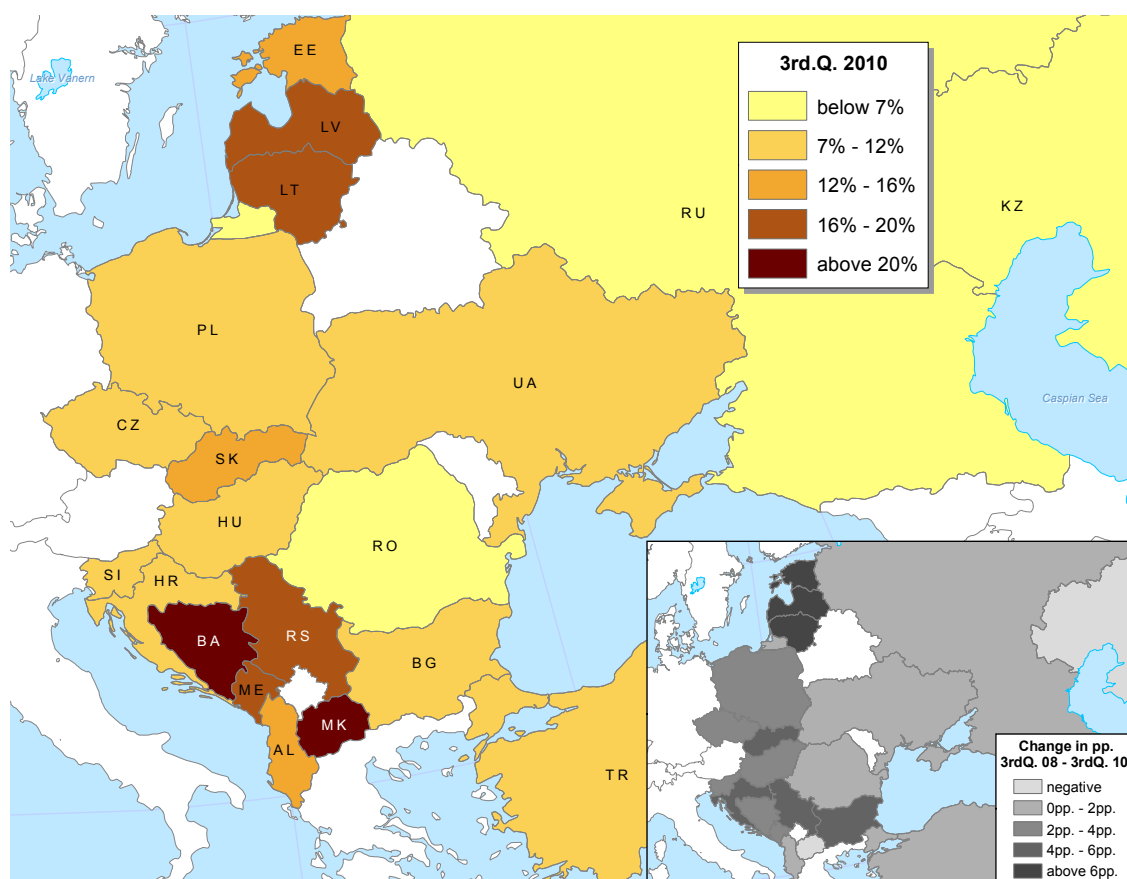 EE
Lake Vanern
3rd.Q. 2010
below 7%
7% - 12%
12% - 16%
16% - 20%
above 20%
LV
LT
RU
KZ
PL
UA
Caspian Sea
CZ
SK
HU
RO
SI
HR
BA
RS
BG
ME
MK
AL
TR
Change in pp.
3rdQ. 08 - 3rdQ. 10
negative
0pp. - 2pp.
2pp. - 4pp.
4pp. - 6pp.
above 6pp.